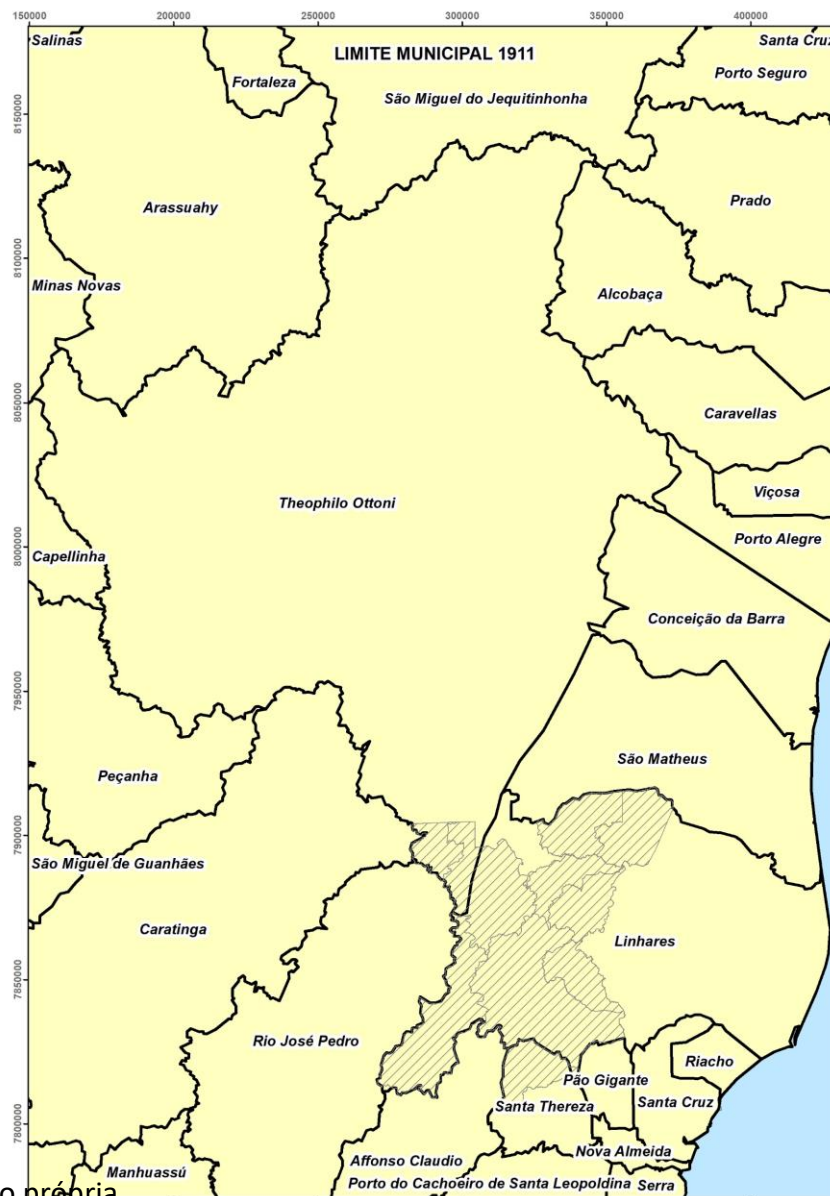 150000 200000 250000 300000 350000 400000
LIMITE MUNICIPAL 1911
Salinas
Santa Cruz
Fortaleza
Porto Seguro
São Miguel do Jequitinhonha
8150000
Arassuahy
Prado
8100000
Minas Novas
Alcobaça
8050000
Caravellas
Theophilo Ottoni
Viçosa
Porto Alegre
8000000
Capellinha
Conceição da Barra
7950000
São Matheus
Peçanha
7900000
São Miguel de Guanhães
Caratinga
Linhares
7850000
Rio José Pedro
Riacho
Pão Gigante
Santa Thereza
Santa Cruz
7800000
Nova Almeida
Affonso Claudio
Manhuassú
Porto do Cachoeiro de Santa Leopoldina
Serra
o própria